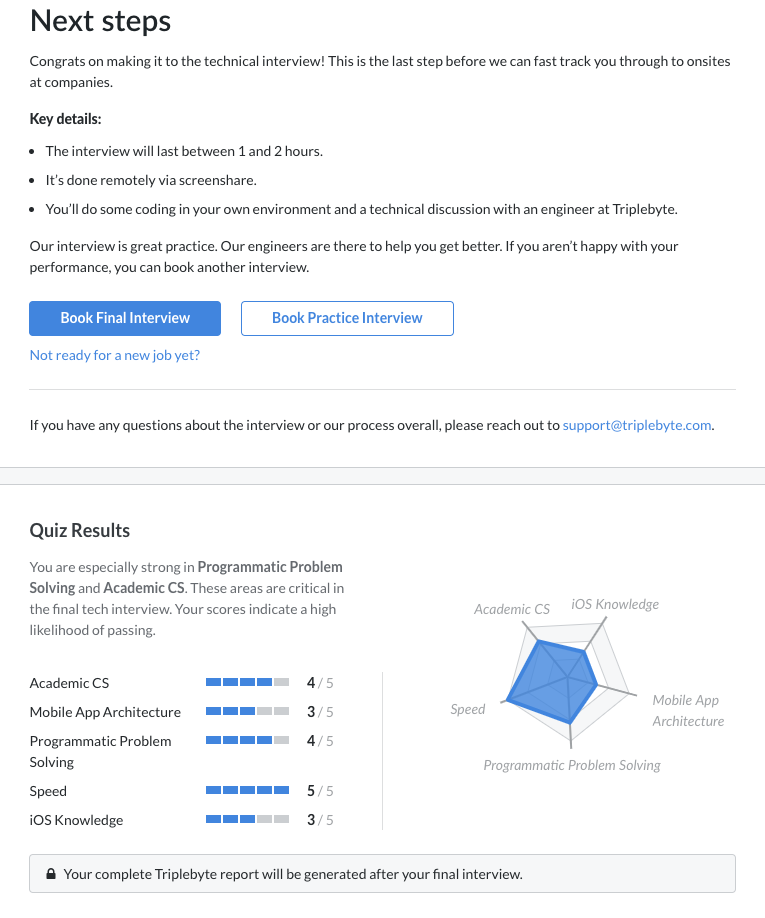 Next steps
Congrats on making it to the technical interview! This is the last step before we can fast track you through to onsites
at companies.
Key details:
• The interview will last between 1 and 2 hours.
• It’s done remotely via screenshare.
• You’ll do some coding in your own environment and a technical discussion with an engineer at Triplebyte.
Our interview is great practice. Our engineers are there to help you get better. If you aren’t happy with your
performance, you can book another interview.
Book Final Interview
Book Practice Interview
Not ready for a new job yet?
If you have any questions about the interview or our process overall, please reach out to support@triplebyte.com.
Quiz Results
You are especially strong in Programmatic Problem
Solving and Academic CS. These areas are critical in
the final tech interview. Your scores indicate a high
likelihood of passing.
Academic CS 4 / 5
Mobile App Architecture 3 / 5
Programmatic Problem 4 / 5
Solving
Speed 5 / 5
iOS Knowledge 3 / 5
Academic CS
iOS Knowledge
Speed
Mobile App
Architecture
Programmatic Problem Solving
Your complete Triplebyte report will be generated after your final interview.